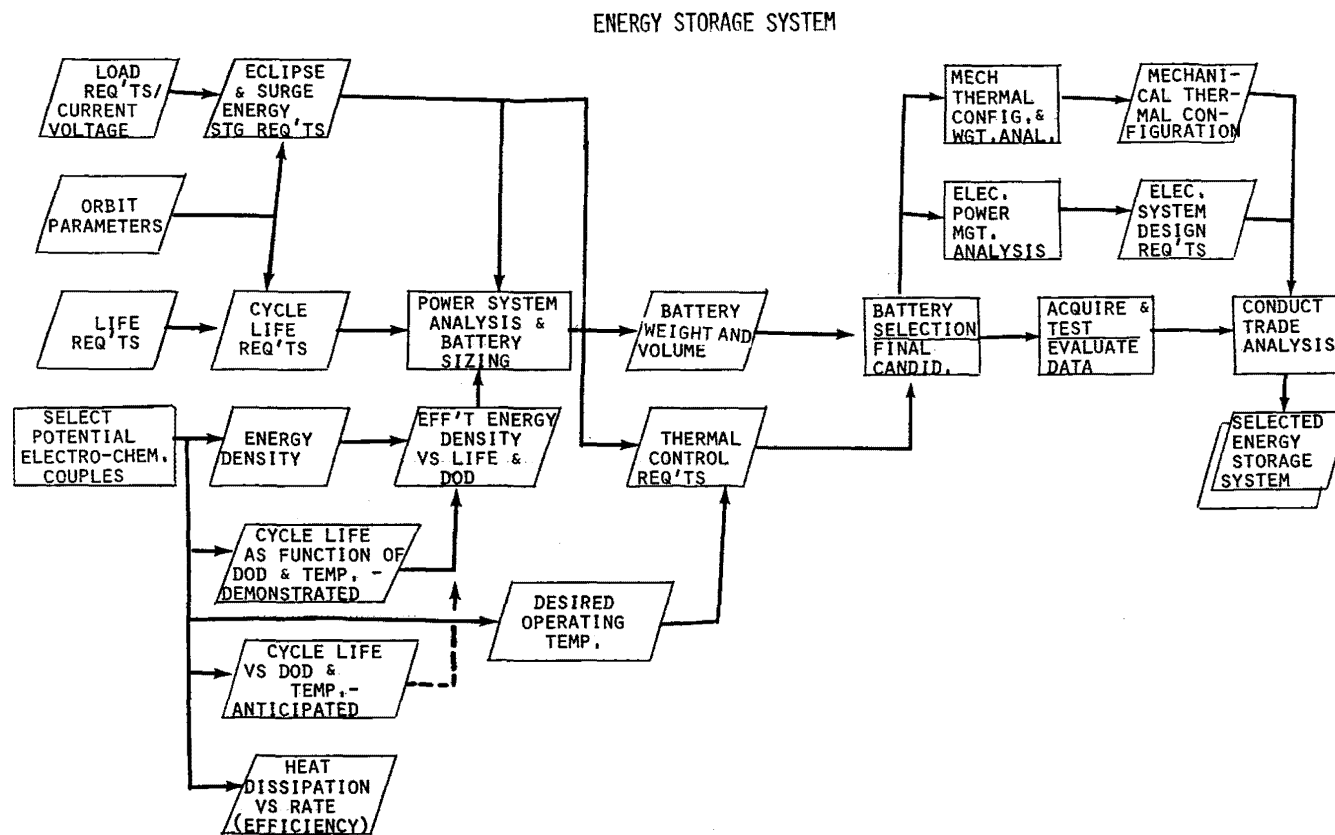 ENERGY STORAGE SYSTEM
LOAD
REQ'TS/
CURRENT
VOLTAGE
ECLIPSE
& SURGE
ENERGY
STG REQ'TS
MECH
THERMAL
CONFIG.&
WGT.ANAL.
MECHANI-
CAL THER-
MAL CON-
FIGURATION
ORBIT
PARAMETERS
ELEC.
POWER
MGT.
ANALYSIS
ELEC.
SYSTEM
DESIGN
REQ'TS
LIFE
REQ'TS
CYCLE
LIFE
REQ'TS
POWER SYSTEM
ANALYSIS &
BATTERY
SIZING
BATTERY
WEIGHT AND
VOLUME
BATTERY
SELECTION
FINAL
CANDID.
ACQUIRE &
TEST
EVALUATE
DATA
CONDUCT
TRADE
ANALYSIS
SELECT
POTENTIAL
ELECTRO-CHEM.
COUPLES
ENERGY
DENSITY
EFF'T ENERGY
DENSITY
VS LIFE &
DOD
THERMAL
CONTROL
REQ'TS
SELECTED
ENERGY
STORAGE
SYSTEM
CYCLE LIFE
AS FUNCTION OF
DOD & TEMP. -
DEMONSTRATED
DESIRED
OPERATING
TEMP.
CYCLE LIFE
VS DOD &
TEMP.-
ANTICIPATED
HEAT
DISSIPATION
VS RATE
(EFFICIENCY)